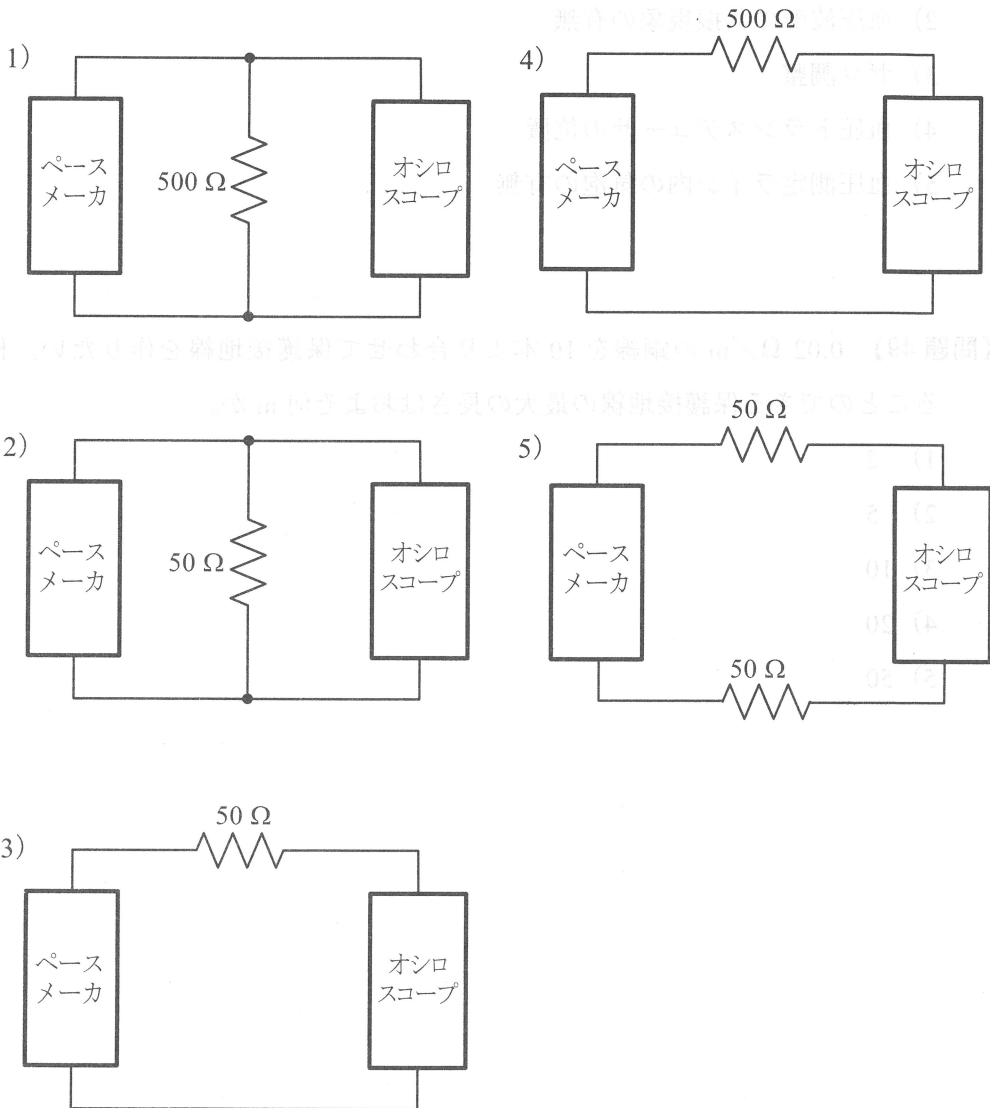 1)
500 Ω
ペース
メーカ
オシロ
スコープ
2)
50 Ω
ペース
メーカ
オシロ
スコープ
3)
50 Ω
ペース
メーカ
オシロ
スコープ
4)
500 Ω
ペース
メーカ
オシロ
スコープ
5)
50 Ω
ペース
メーカ
オシロ
スコープ
50 Ω